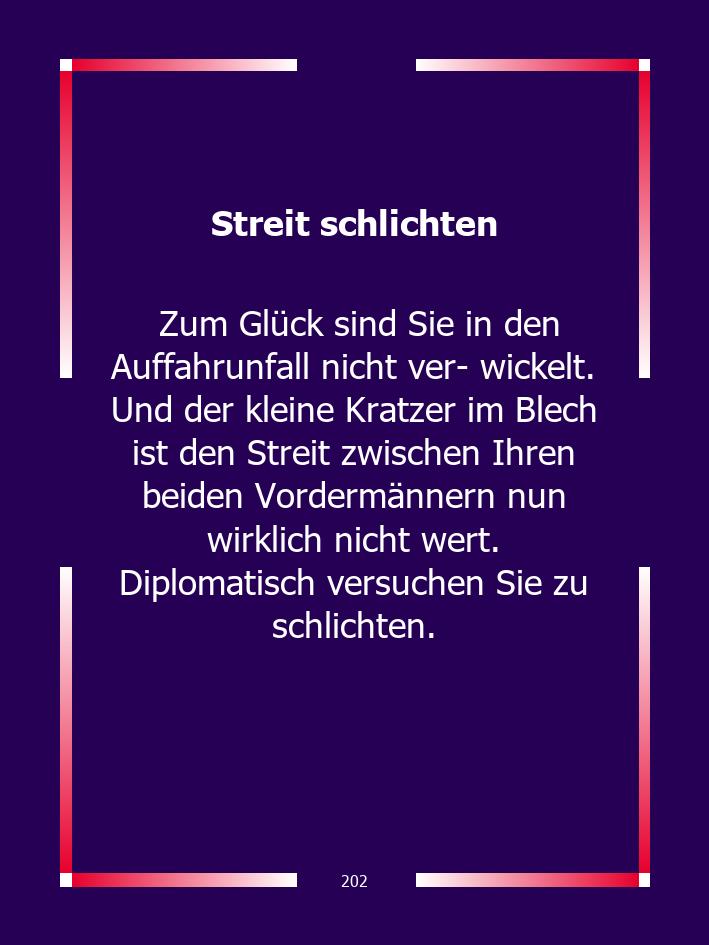 Streit schlichten
Zum Glück sind Sie in den
Auffahrunfall nicht ver- wickelt.
Und der kleine Kratzer im Blech
ist den Streit zwischen Ihren
beiden Vordermännern nun
wirklich nicht wert.
Diplomatisch versuchen Sie zu
schlichten.
202